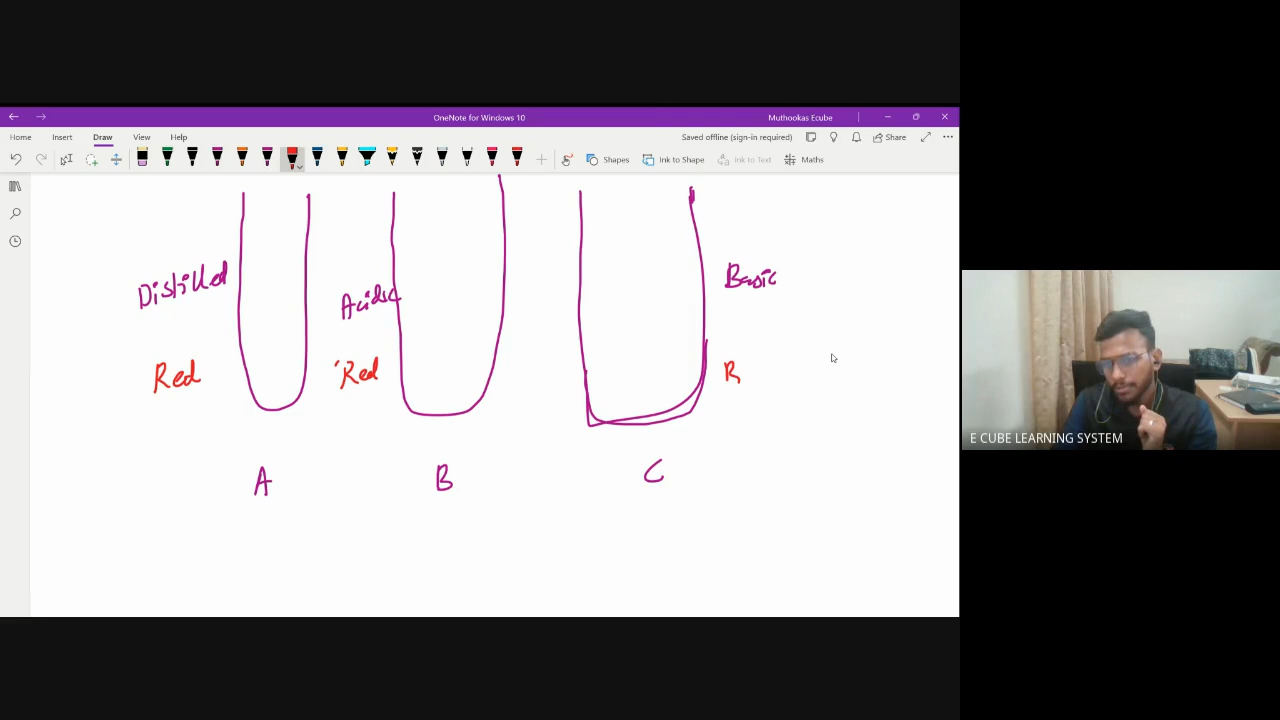 OneNote for Windows 10
Muthookas Ecube
Home Insert Draw View Help
Saved offline (sign-in required)
Share
Shapes
Ink to Shape
Ink to Text
Maths
Distilled
Acidic
Basic
Red
Red
R
A
B
C
E CUBE LEARNING SYSTEM